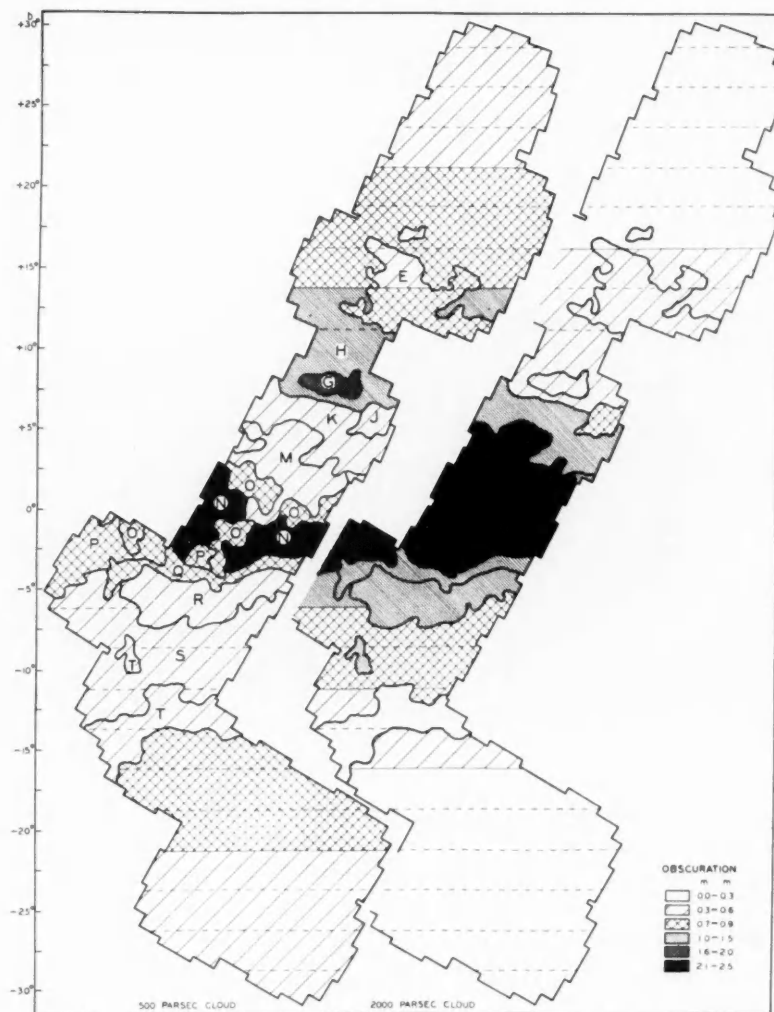 b
+30°
+25°
+20°
+15°
E
+10°
H
G
K J
+5°
M
O
N
0°
O
O
O N
P
P
Q
-5°
R
S
T
-10°
T
-15°
-20°
OBSCURATION
m m
0.0–0.3
0.3–0.6
0.7–0.9
1.0–1.5
1.6–2.0
2.1–2.5
-25°
-30°
500 PARSEC CLOUD 2000 PARSEC CLOUD